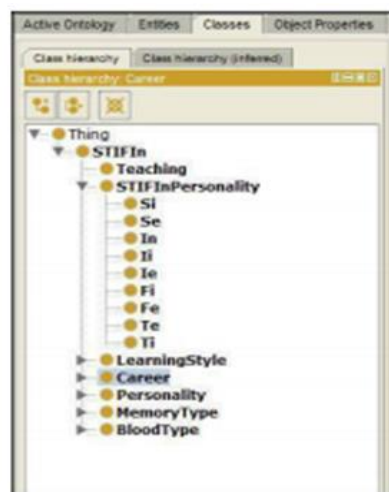 Active Ontology Entities Classes Object Properties
Class hierarchy Class hierarchy (inferred)
Class hierarchy: Career
Thing
STIFIn
Teaching
STIFInPersonality
Si
Se
In
Ii
Ie
Fi
Fe
Te
Ti
LearningStyle
Career
Personality
MemoryType
BloodType